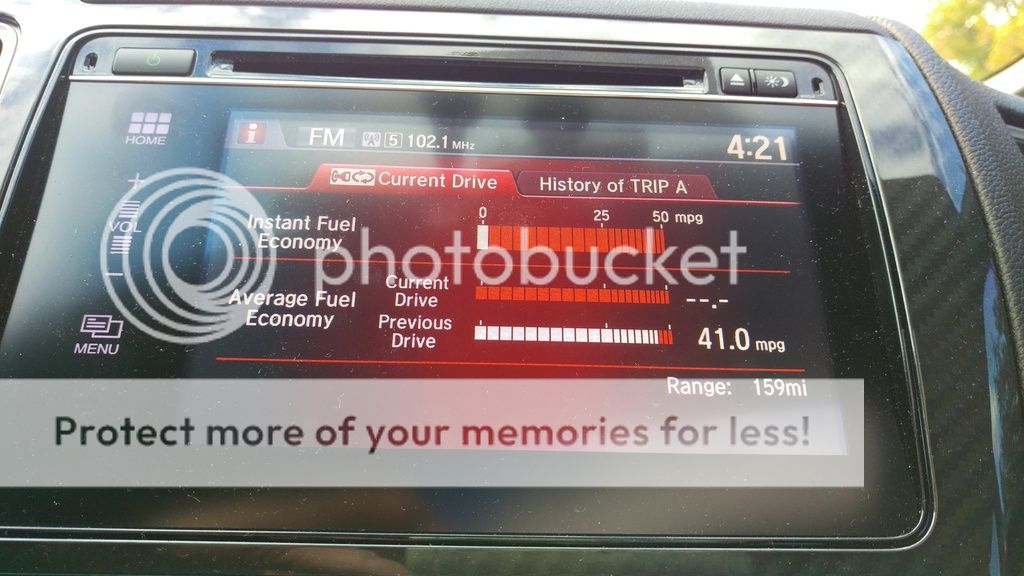 FM 5 102.1 MHz 4:21
HOME
i
Current Drive History of TRIP A
+
VOL
−
0 25 50 mpg
Instant Fuel
Economy
photobucket
Average Fuel
Economy
Current
Drive
--.-
Previous
Drive
41.0 mpg
MENU
Range: 159mi
Protect more of your memories for less!